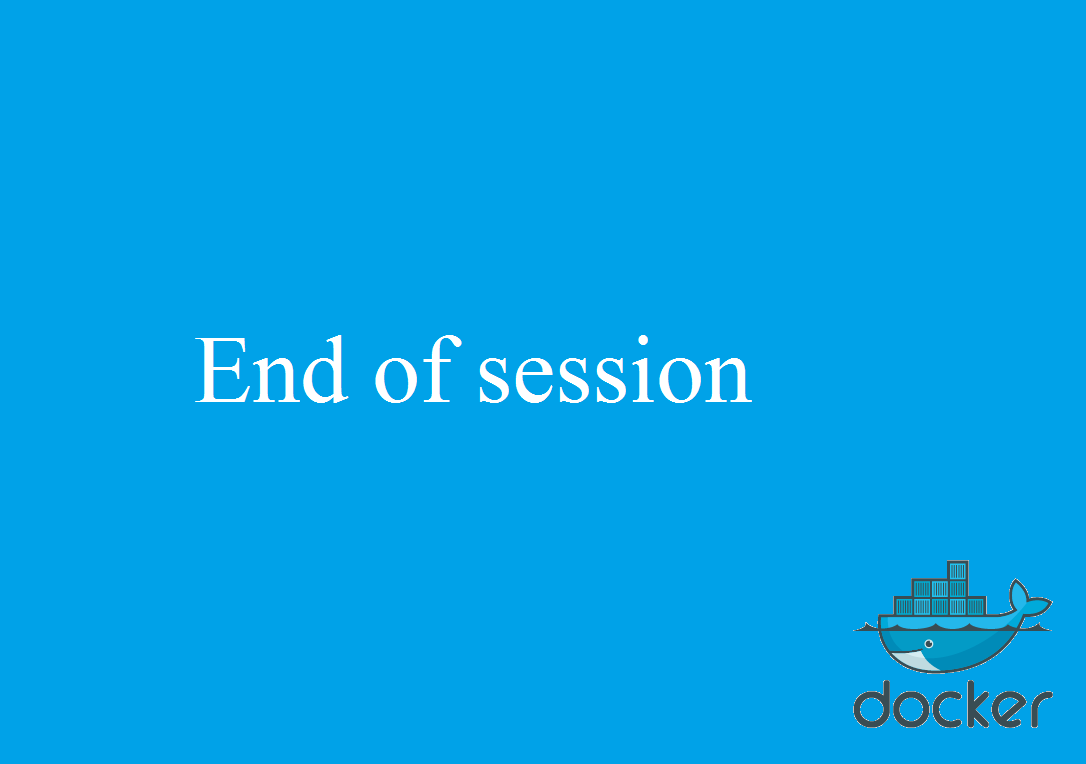 End of session
docker